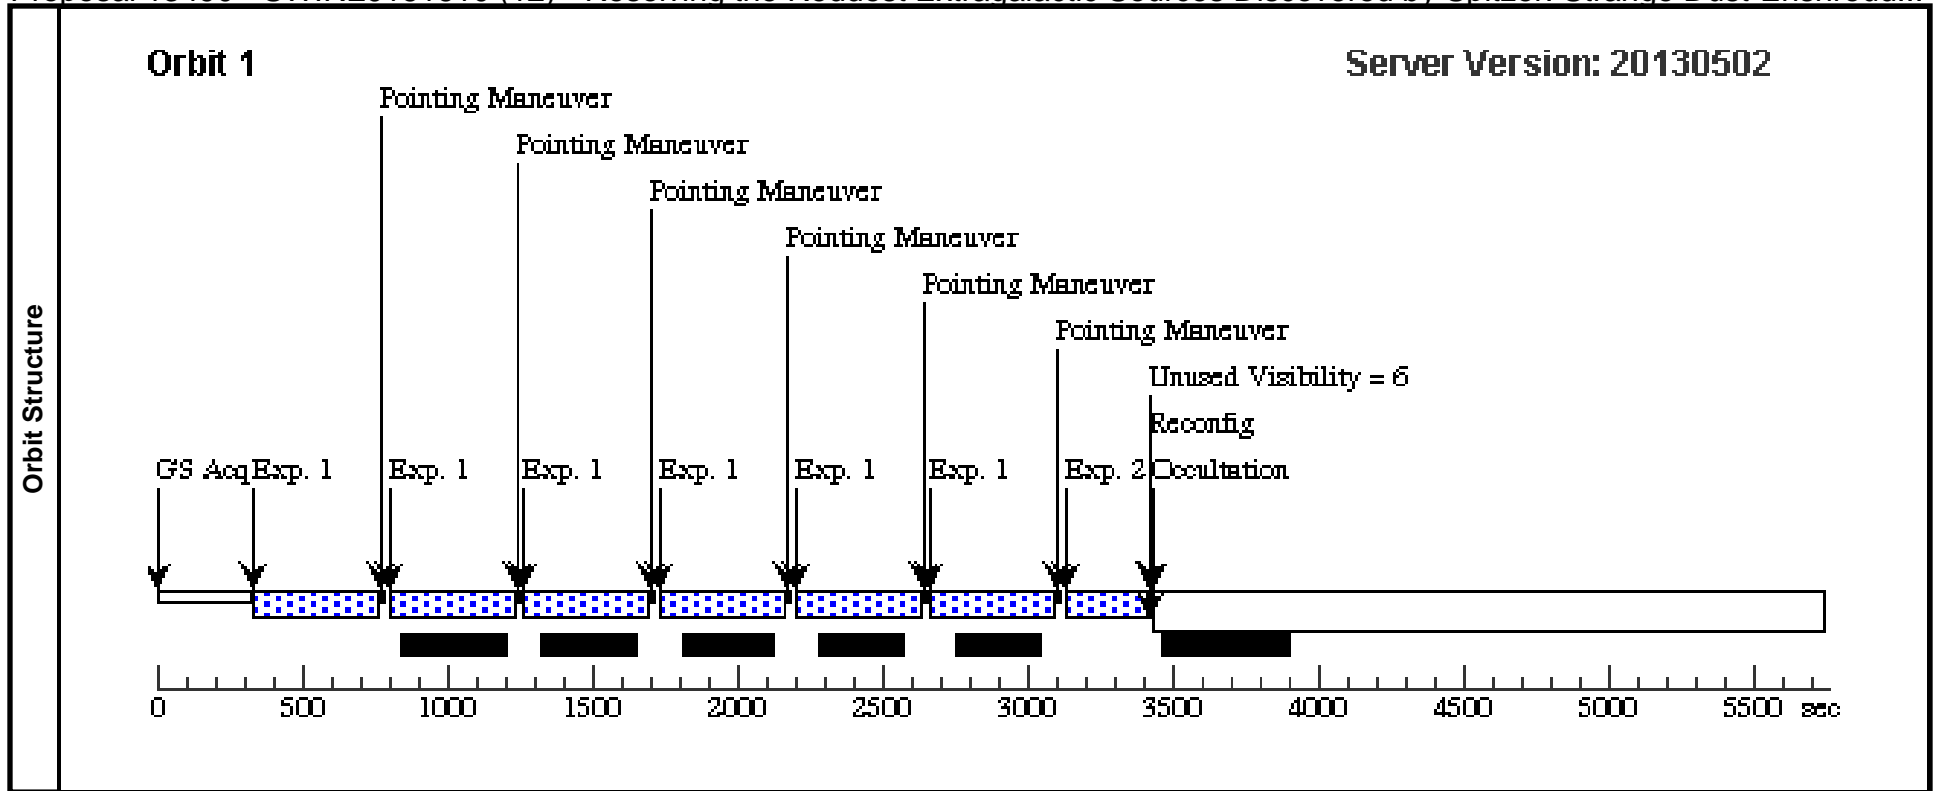 Orbit 1
Server Version: 20130502
Pointing Maneuver
Pointing Maneuver
Pointing Maneuver
Pointing Maneuver
Pointing Maneuver
Pointing Maneuver
Unused Visibility = 6
Reconfig
GS Acq Exp. 1 Exp. 1 Exp. 1 Exp. 1 Exp. 1 Exp. 1 Exp. 2 Occultation
Orbit Structure
0 500 1000 1500 2000 2500 3000 3500 4000 4500 5000 5500 sec